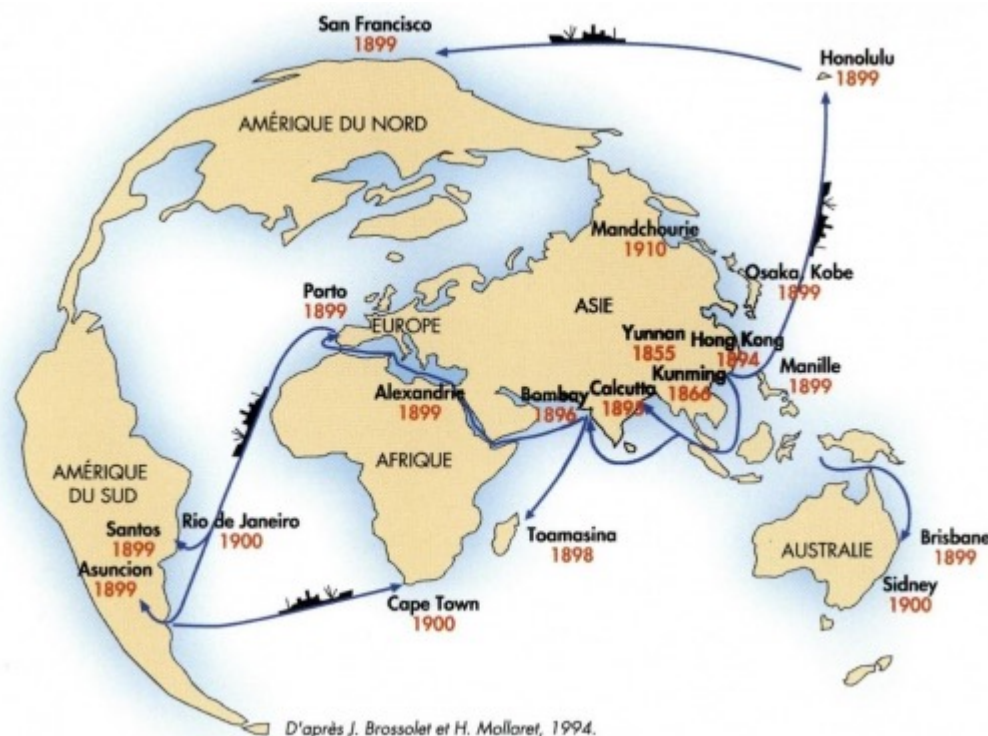 San Francisco
1899
Honolulu
1899
AMÉRIQUE DU NORD
Mandchourie
1910
Osaka, Kobe
1899
Porto
1899
EUROPE
ASIE
Yunnan
1855
Hong Kong
1894
Kunming
1866
Manille
1899
Alexandrie
1899
Bombay
1896
Calcutta
1895
AFRIQUE
AMÉRIQUE
DU SUD
Santos
1899
Rio de Janeiro
1900
Asuncion
1899
Toamasina
1898
Cape Town
1900
AUSTRALIE
Brisbane
1899
Sidney
1900
D'après J. Brossolet et H. Mollaret, 1994.